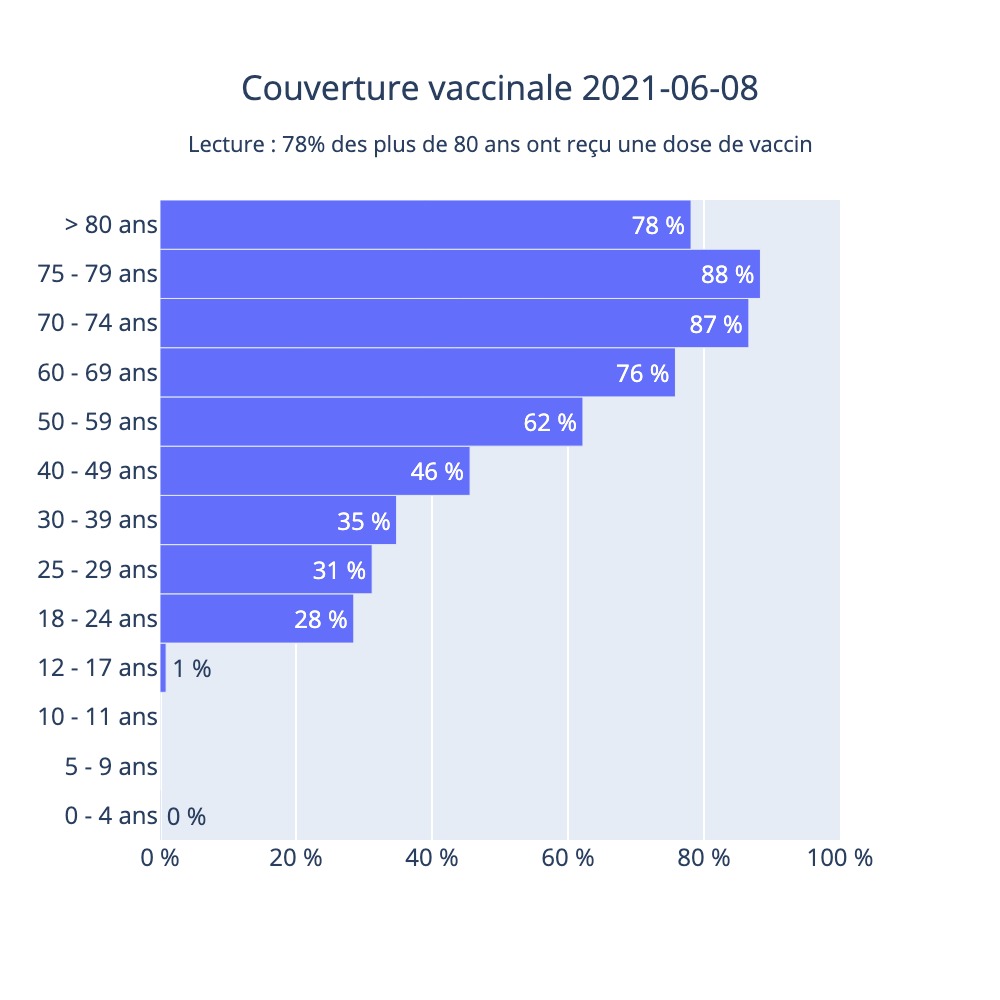 Couverture vaccinale 2021-06-08
Lecture : 78% des plus de 80 ans ont reçu une dose de vaccin
> 80 ans 78 %
75 - 79 ans 88 %
70 - 74 ans 87 %
60 - 69 ans 76 %
50 - 59 ans 62 %
40 - 49 ans 46 %
30 - 39 ans 35 %
25 - 29 ans 31 %
18 - 24 ans 28 %
12 - 17 ans 1 %
10 - 11 ans
5 - 9 ans
0 - 4 ans 0 %
0 % 20 % 40 % 60 % 80 % 100 %